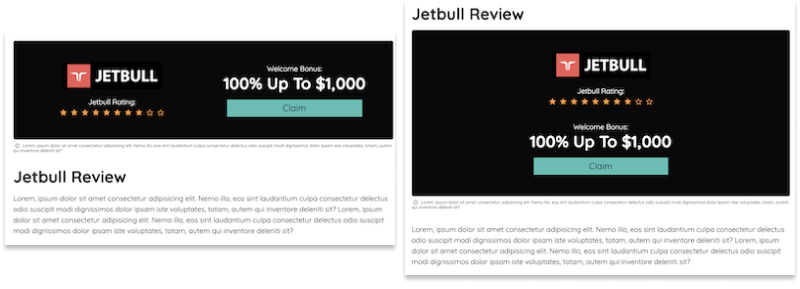 JETBULL
Jetbull Rating:
Welcome Bonus:
100% Up To $1,000
Claim
Lorem, ipsum dolor sit amet consectetur adipisicing elit. Nemo illo, eos sint laudantium culpa consectetur delectus odio suscipit modi dignissimos dolor ipsam iste voluptates, totam, autem
qui inventore deleniti sit?
Jetbull Review
Lorem, ipsum dolor sit amet consectetur adipisicing elit. Nemo illo, eos sint laudantium culpa consectetur delectus
odio suscipit modi dignissimos dolor ipsam iste voluptates, totam, autem qui inventore deleniti sit? Lorem, ipsum
dolor sit amet consectetur adipisicing elit. Nemo illo, eos sint laudantium culpa consectetur delectus odio suscipit
modi dignissimos dolor ipsam iste voluptates, totam, autem qui inventore deleniti sit?
Jetbull Review
JETBULL
Jetbull Rating:
Welcome Bonus:
100% Up To $1,000
Claim
Lorem, ipsum dolor sit amet consectetur adipisicing elit. Nemo illo, eos sint laudantium culpa consectetur delectus odio suscipit modi dignissimos dolor ipsam iste voluptates, totam, autem
qui inventore deleniti sit?
Lorem, ipsum dolor sit amet consectetur adipisicing elit. Nemo illo, eos sint laudantium culpa consectetur delectus
odio suscipit modi dignissimos dolor ipsam iste voluptates, totam, autem qui inventore deleniti sit? Lorem, ipsum
dolor sit amet consectetur adipisicing elit. Nemo illo, eos sint laudantium culpa consectetur delectus odio suscipit
modi dignissimos dolor ipsam iste voluptates, totam, autem qui inventore deleniti sit?